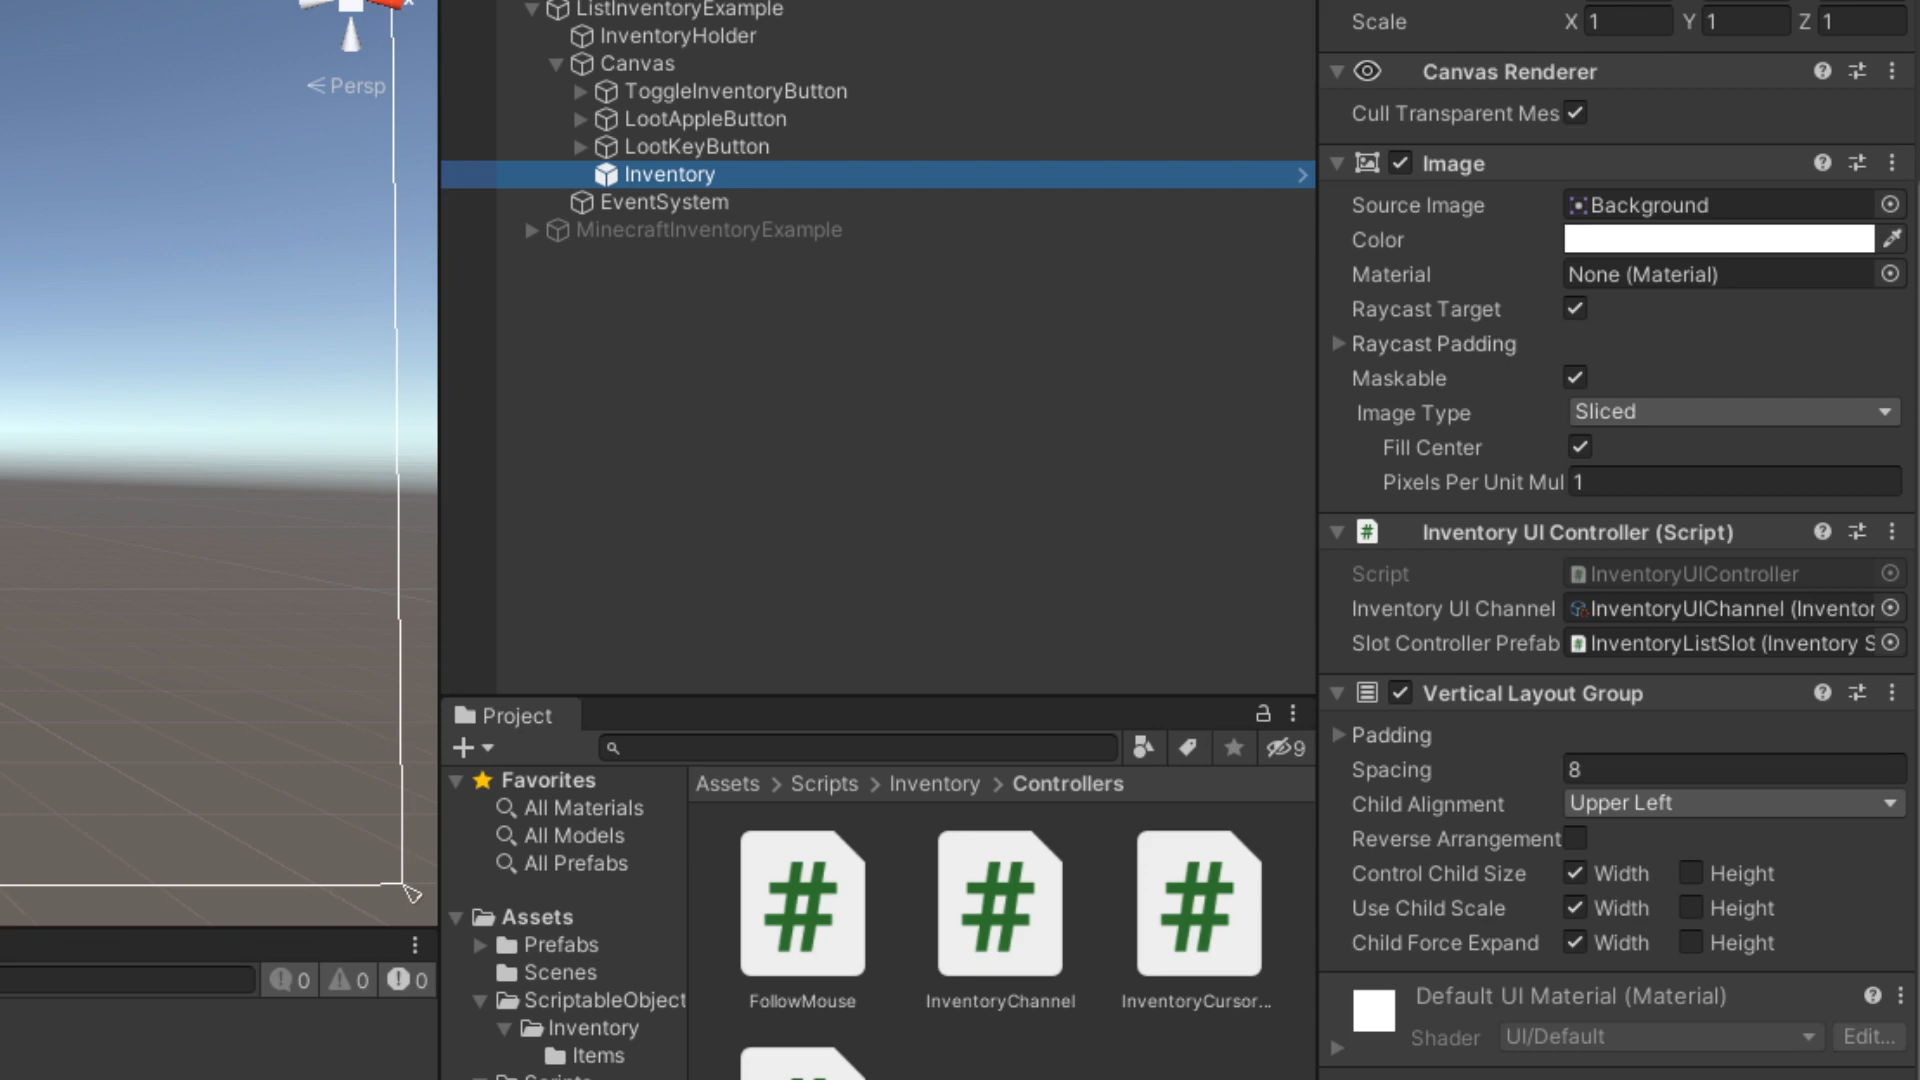 x
Persp
ListInventoryExample
InventoryHolder
Canvas
ToggleInventoryButton
LootAppleButton
LootKeyButton
Inventory
EventSystem
MinecraftInventoryExample
Project
9
Favorites
All Materials
All Models
All Prefabs
Assets
Prefabs
Scenes
ScriptableObject
Inventory
Items
Assets > Scripts > Inventory > Controllers
FollowMouse
InventoryChannel
InventoryCursor...
0
0
0
Scale X 1 Y 1 Z 1
Canvas Renderer
Cull Transparent Mes
Image
Source Image Background
Color
Material None (Material)
Raycast Target
Raycast Padding
Maskable
Image Type Sliced
Fill Center
Pixels Per Unit Mul 1
# Inventory UI Controller (Script)
Script InventoryUIController
Inventory UI Channel InventoryUIChannel (Inventor
Slot Controller Prefab InventoryListSlot (Inventory S
Vertical Layout Group
Padding
Spacing 8
Child Alignment Upper Left
Reverse Arrangement
Control Child Size Width Height
Use Child Scale Width Height
Child Force Expand Width Height
Default UI Material (Material)
Shader UI/Default Edit...